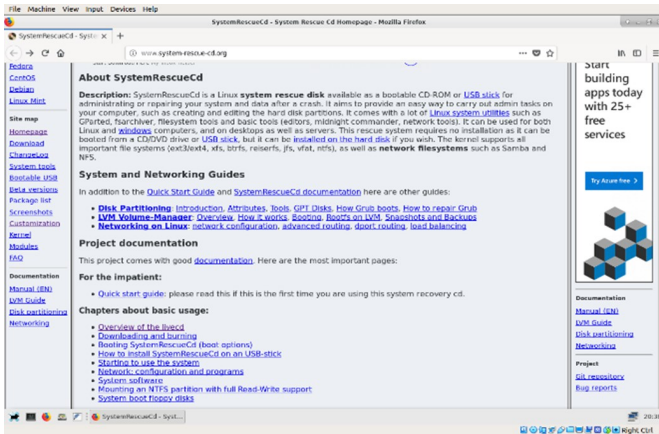 File Machine View Input Devices Help
SystemRescueCd - System Rescue Cd Homepage - Mozilla Firefox
SystemRescueCd - Syste
www.system-rescue-cd.org
Fedora
CentOS
Debian
Linux Mint
Site map
Homepage
Download
ChangeLog
System tools
Bootable USB
Beta versions
Package list
Screenshots
Customization
Kernel
Modules
FAQ
Documentation
Manual (EN)
LVM Guide
Disk partitioning
Networking
About SystemRescueCd
Description: SystemRescueCd is a Linux system rescue disk available as a bootable CD-ROM or USB stick for
administrating or repairing your system and data after a crash. It aims to provide an easy way to carry out admin tasks on
your computer, such as creating and editing the hard disk partitions. It comes with a lot of Linux system utilities such as
GParted, fsarchiver, filesystem tools and basic tools (editors, midnight commander, network tools). It can be used for both
Linux and windows computers, and on desktops as well as servers. This rescue system requires no installation as it can be
booted from a CD/DVD drive or USB stick, but it can be installed on the hard disk if you wish. The kernel supports all
important file systems (ext3/ext4, xfs, btrfs, reiserfs, jfs, vfat, ntfs), as well as network filesystems such as Samba and
NFS.
System and Networking Guides
In addition to the Quick Start Guide and SystemRescueCd documentation here are other guides:
Disk Partitioning: Introduction, Attributes, Tools, GPT Disks, How Grub boots, How to repair Grub
LVM Volume-Manager: Overview, How it works, Booting, Rootfs on LVM, Snapshots and Backups
Networking on Linux: network configuration, advanced routing, dport routing, load balancing
Project documentation
This project comes with good documentation. Here are the most important pages:
For the impatient:
Quick start guide: please read this if this is the first time you are using this system recovery cd.
Chapters about basic usage:
Overview of the livecd
Downloading and burning
Booting SystemRescueCd (boot options)
How to install SystemRescueCd on an USB-stick
Starting to use the system
Network: configuration and programs
System software
Mounting an NTFS partition with full Read-Write support
System boot floppy disks
Start
building
apps today
with 25+
free
services
Try Azure free >
Documentation
Manual (EN)
LVM Guide
Disk partitioning
Networking
Project
Git repository
Bug reports
SystemRescueCd - Syst...
Right Ctrl